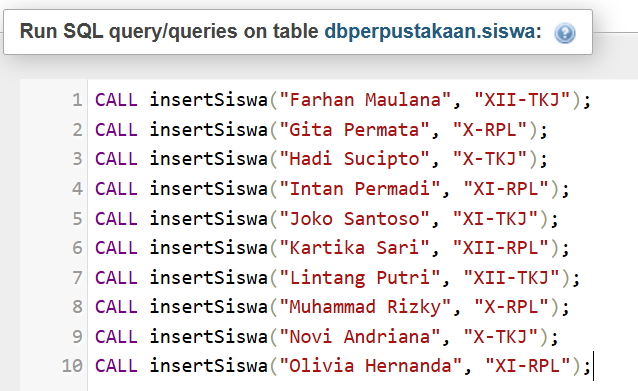 Run SQL query/queries on table dbperpustakaan.siswa:
1 CALL insertSiswa("Farhan Maulana", "XII-TKJ");
2 CALL insertSiswa("Gita Permata", "X-RPL");
3 CALL insertSiswa("Hadi Sucipto", "X-TKJ");
4 CALL insertSiswa("Intan Permadi", "XI-RPL");
5 CALL insertSiswa("Joko Santoso", "XI-TKJ");
6 CALL insertSiswa("Kartika Sari", "XII-RPL");
7 CALL insertSiswa("Lintang Putri", "XII-TKJ");
8 CALL insertSiswa("Muhammad Rizky", "X-RPL");
9 CALL insertSiswa("Novi Andriana", "X-TKJ");
10 CALL insertSiswa("Olivia Hernanda", "XI-RPL");